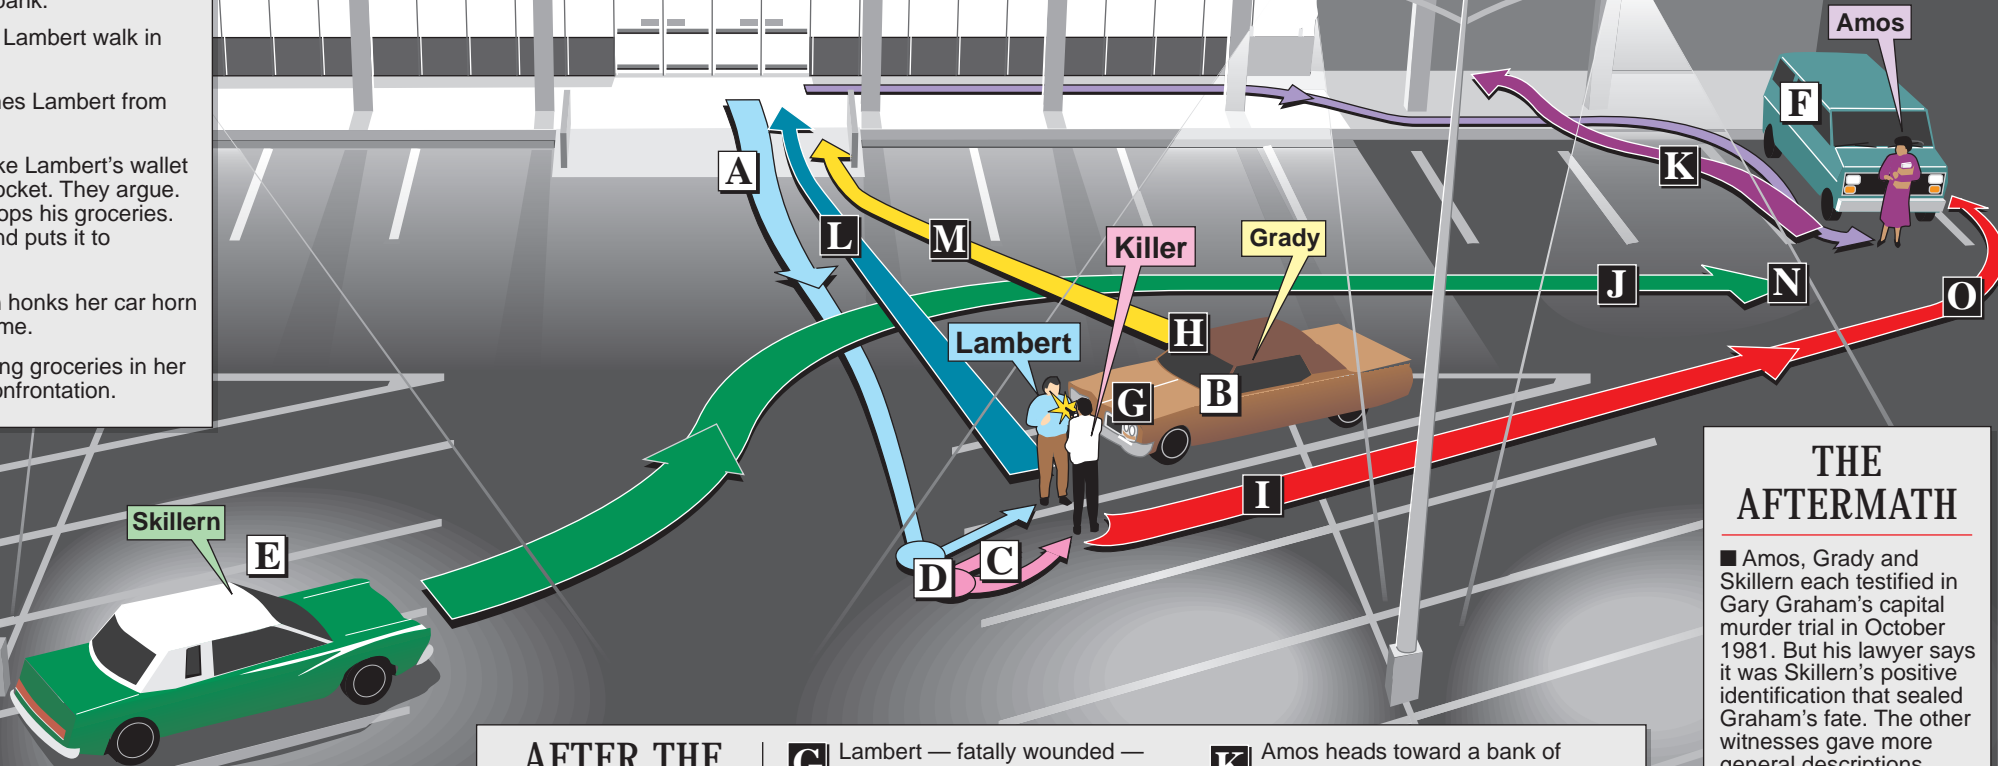 bank.
Lambert walk in
es Lambert from
ke Lambert’s wallet
ocket. They argue.
ops his groceries.
nd puts it to
honks her car horn
me.
ng groceries in her
onfrontation.
Amos
F
A
K
L
M
Killer
Grady
J
N
O
H
Lambert
G
B
I
Skillern
E
C
D
THE
AFTERMATH
■ Amos, Grady and
Skillern each testified in
Gary Graham’s capital
murder trial in October
1981. But his lawyer says
it was Skillern’s positive
identification that sealed
Graham’s fate. The other
witnesses gave more
general descriptions
AFTER THE
G Lambert — fatally wounded —
K Amos heads toward a bank of